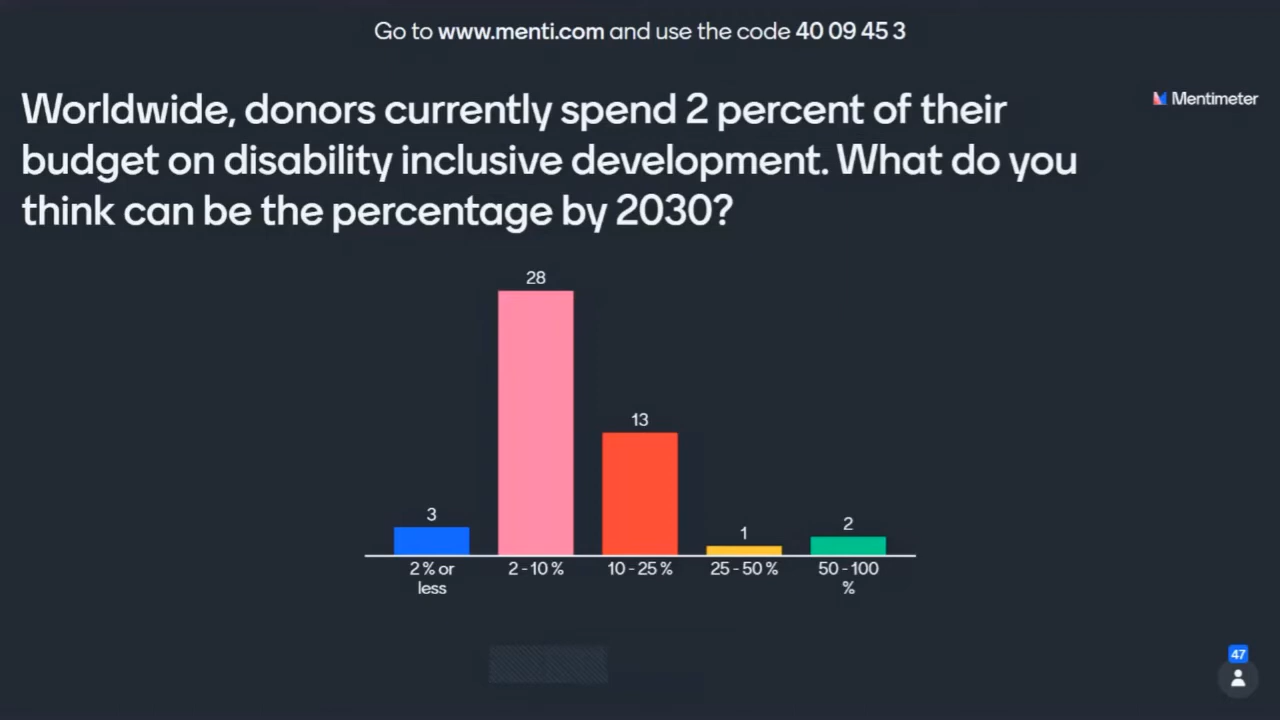 Go to www.menti.com and use the code 40 09 45 3
Mentimeter
Worldwide, donors currently spend 2 percent of their
budget on disability inclusive development. What do you
think can be the percentage by 2030?
28
13
3
1
2
2 % or
less
2 - 10 %
10 - 25 %
25 - 50 %
50 - 100
%
47